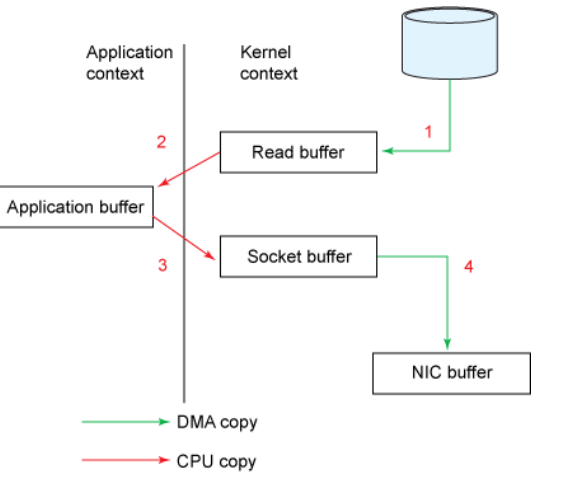 Application
context
Kernel
context
1
2
Read buffer
Application buffer
3
Socket buffer
4
NIC buffer
DMA copy
CPU copy